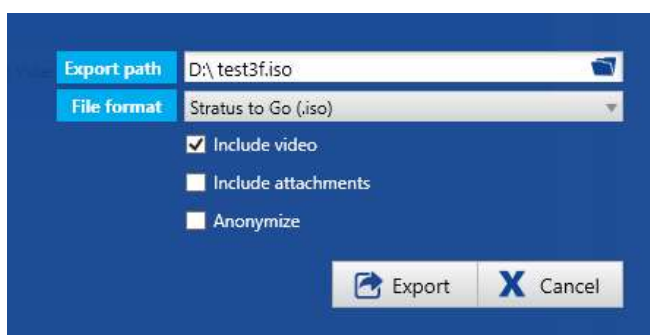 Export path D:\ test3f.iso
File format Stratus to Go (.iso)
Include video
Include attachments
Anonymize
Export Cancel